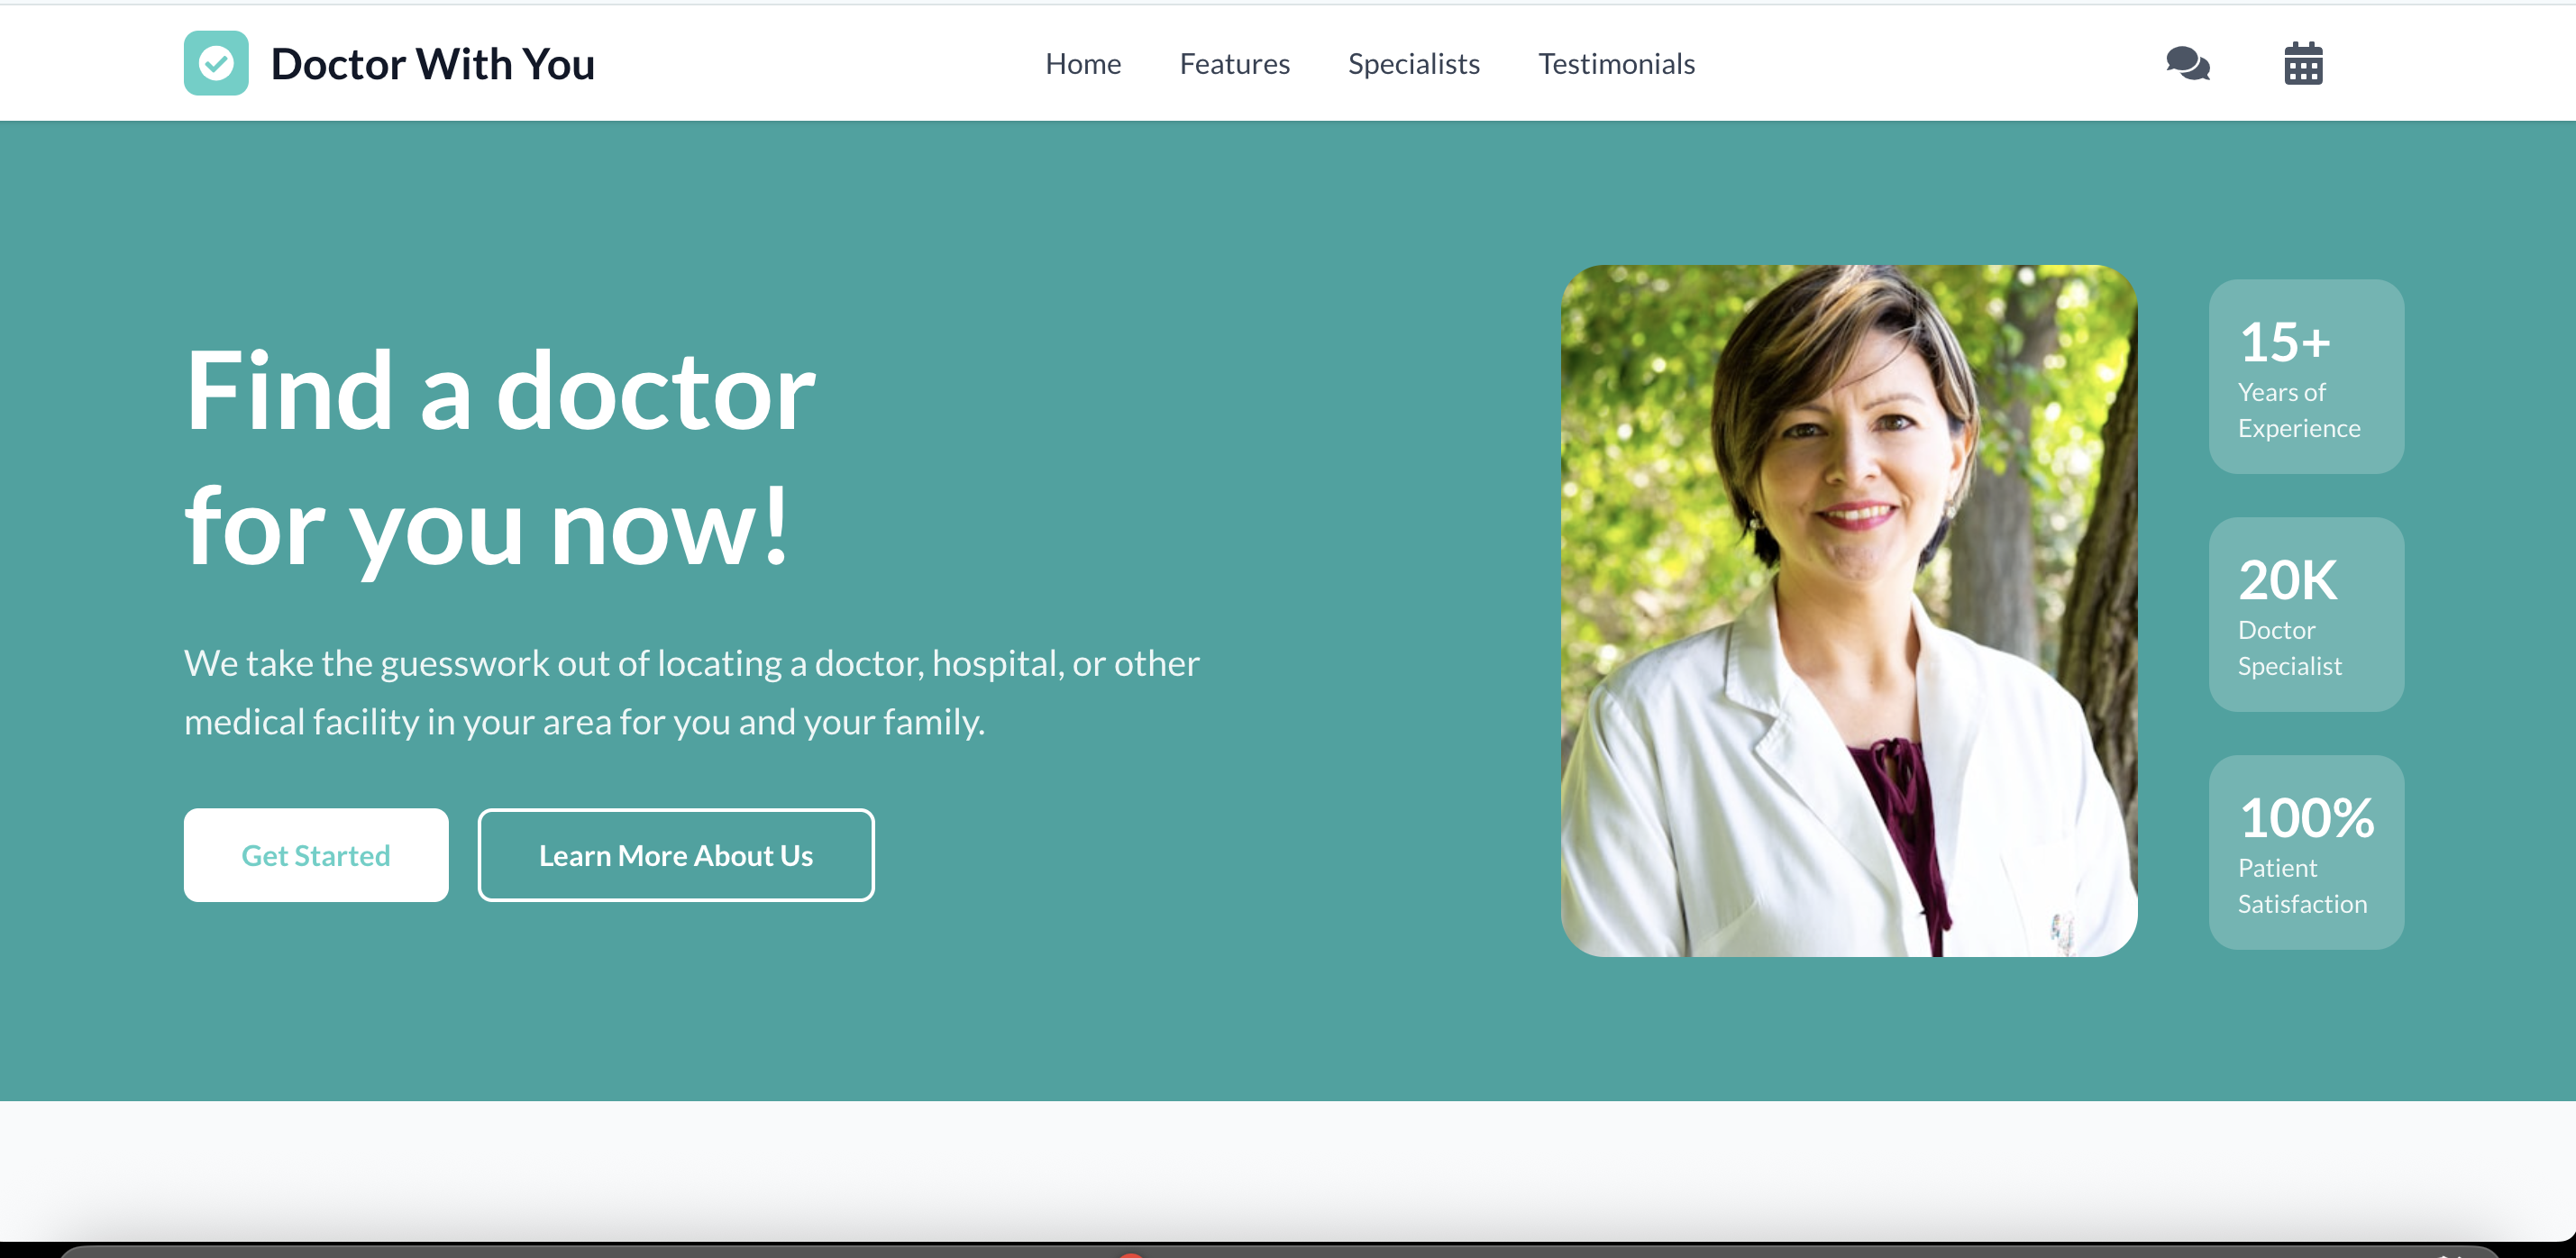 Doctor With You
Home
Features
Specialists
Testimonials
Find a doctor
for you now!
We take the guesswork out of locating a doctor, hospital, or other
medical facility in your area for you and your family.
Get Started
Learn More About Us
15+
Years of
Experience
20K
Doctor
Specialist
100%
Patient
Satisfaction